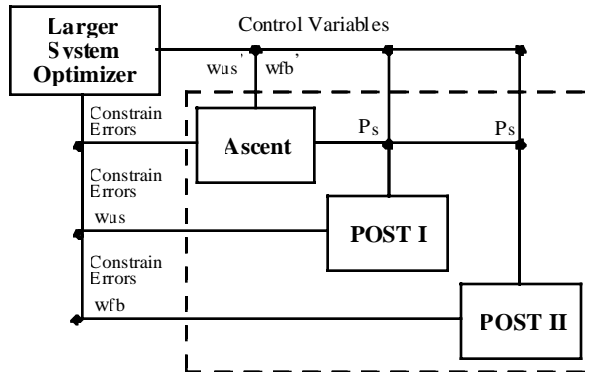 Larger
System
Optimizer
Control Variables
wus' wfb'
Constrain
Errors
Ascent
Ps
Ps
Constrain
Errors
wus
POST I
Constrain
Errors
wfb
POST II